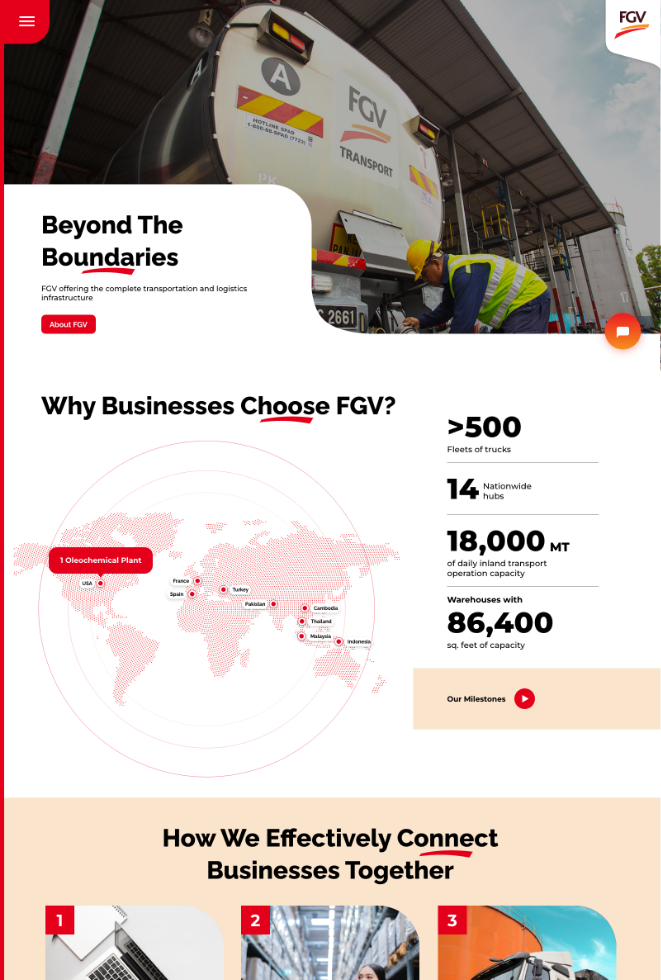 FGV
A
FGV
TRANSPORT
HOTLINE SPAD
1-800-88-SPAD (7723)
PK
C 2661
17
Beyond The
Boundaries
FGV offering the complete transportation and logistics
infrastructure
About FGV
Why Businesses Choose FGV?
1 Oleochemical Plant
USA
France
Spain
Turkey
Pakistan
Cambodia
Thailand
Malaysia
Indonesia
>500
Fleets of trucks
14 Nationwide
hubs
18,000 MT
of daily inland transport
operation capacity
Warehouses with
86,400
sq. feet of capacity
Our Milestones
How We Effectively Connect
Businesses Together
1
2
3